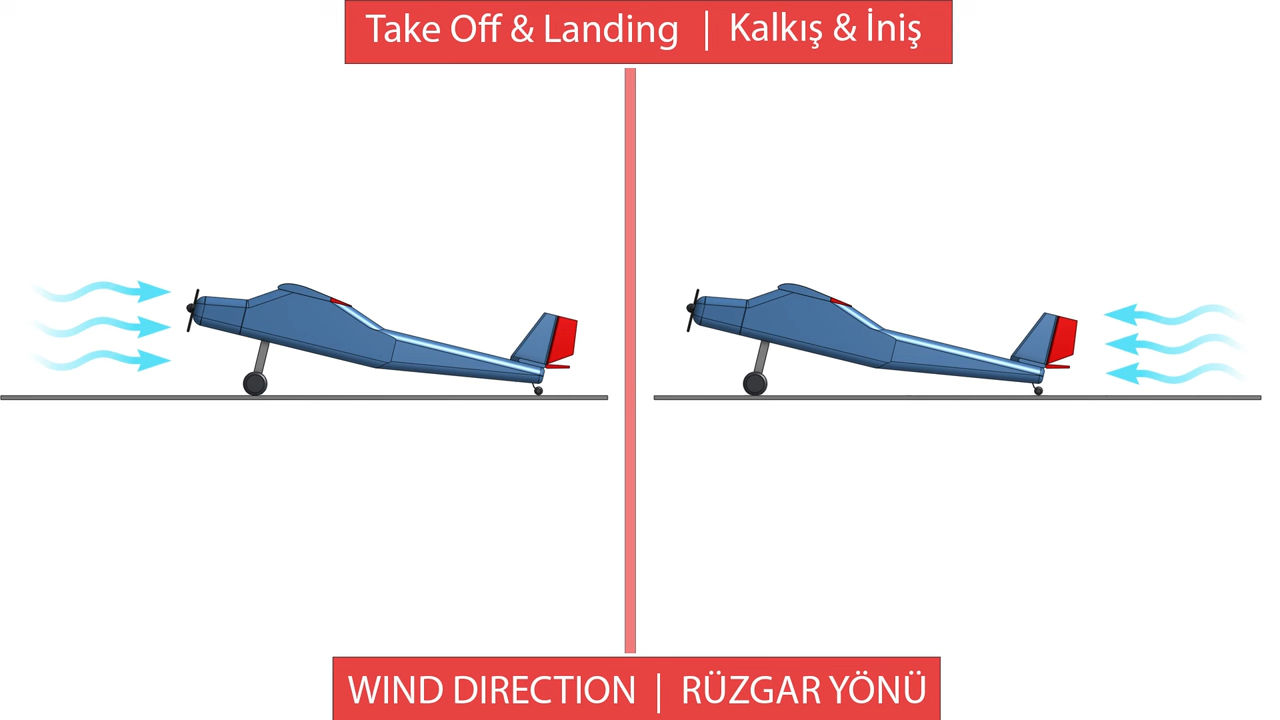 Take Off & Landing | Kalkış & İniş
WIND DIRECTION | RÜZGAR YÖNÜ